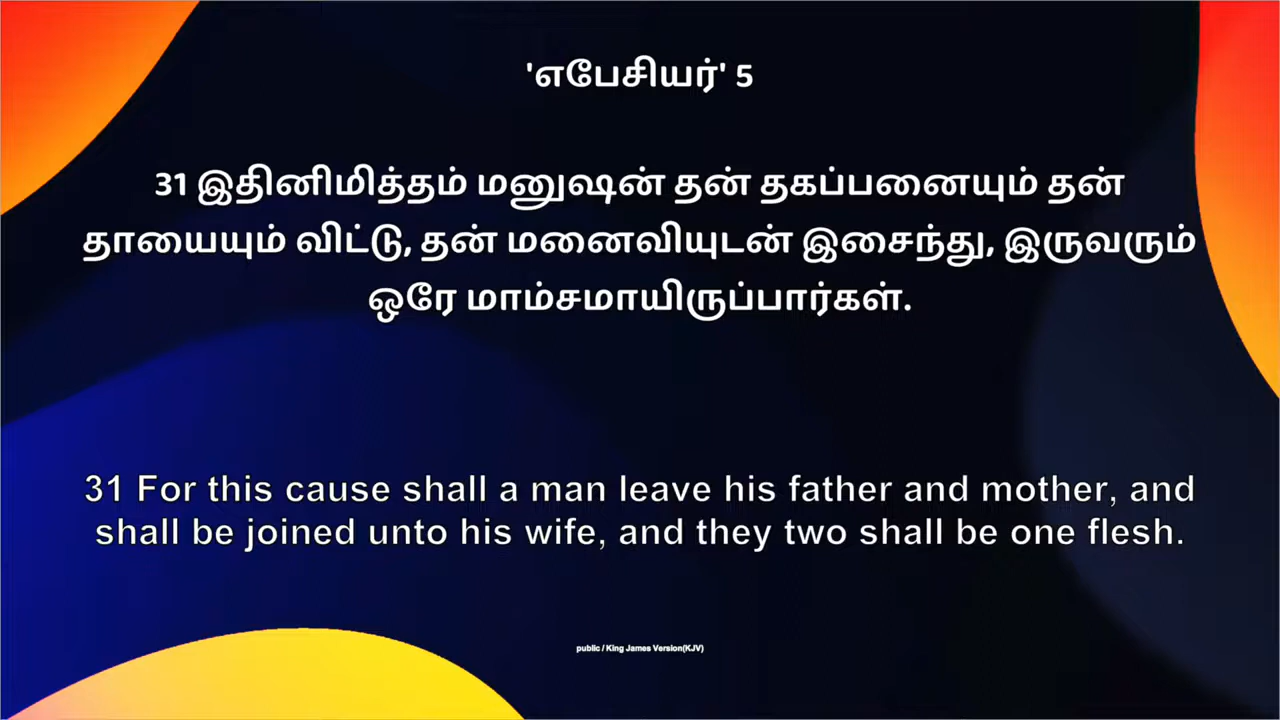 'எபேசியர்' 5
31 இதினிமித்தம் மனுஷன் தன் தகப்பனையும் தன்
தாயையும் விட்டு, தன் மனைவியுடன் இசைந்து, இருவரும்
ஒரே மாம்சமாயிருப்பார்கள்.
31 For this cause shall a man leave his father and mother, and
shall be joined unto his wife, and they two shall be one flesh.
public / King James Version(KJV)